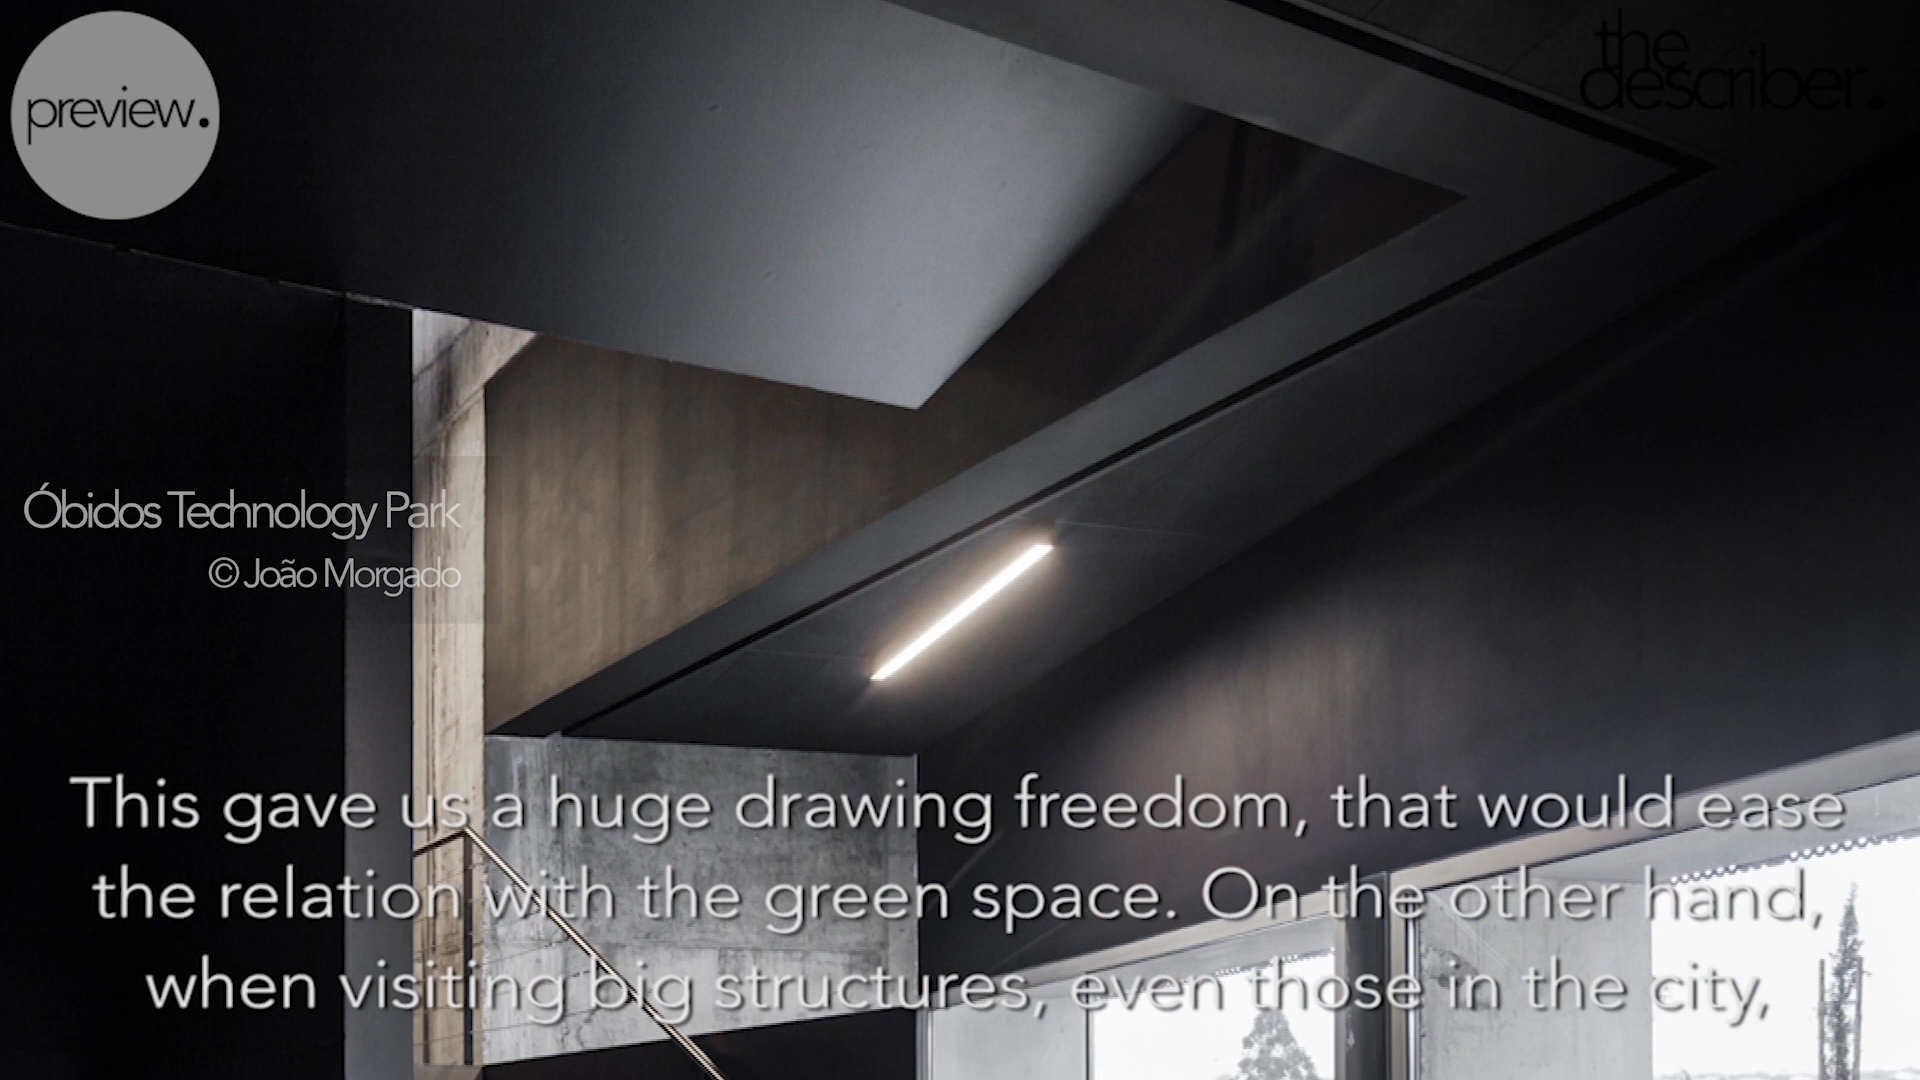 preview.
the
describer.
Óbidos Technology Park
© João Morgado
This gave us a huge drawing freedom, that would ease
the relation with the green space. On the other hand,
when visiting big structures, even those in the city,